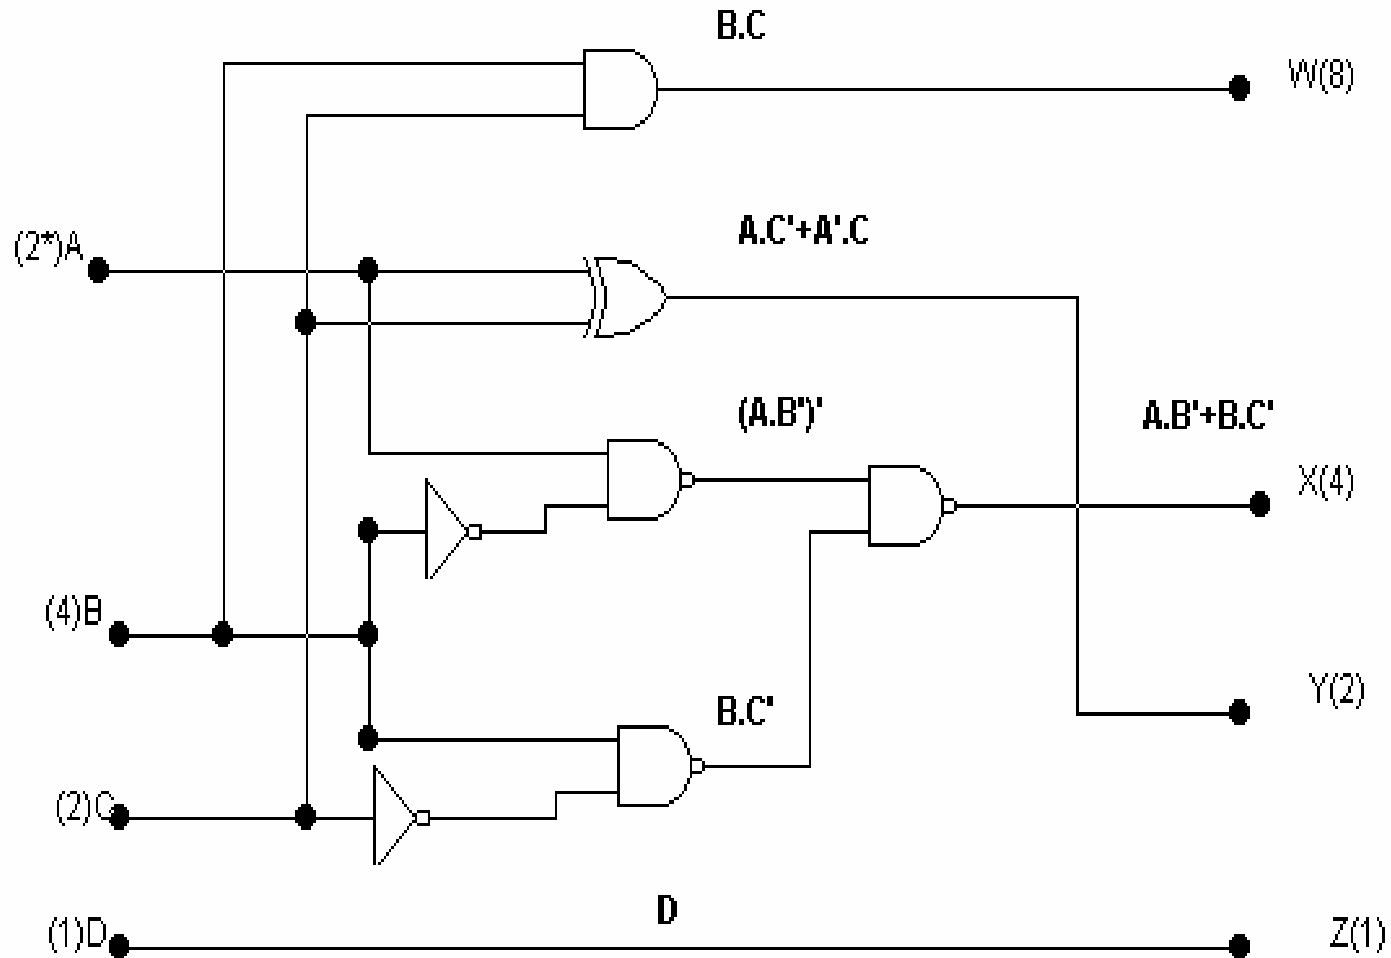 B.C
W(8)
(2*)A
A.C'+A'.C
(A.B')'
A.B'+B.C'
X(4)
(4)B
Y(2)
B.C'
(2)C
D
(1)D
Z(1)